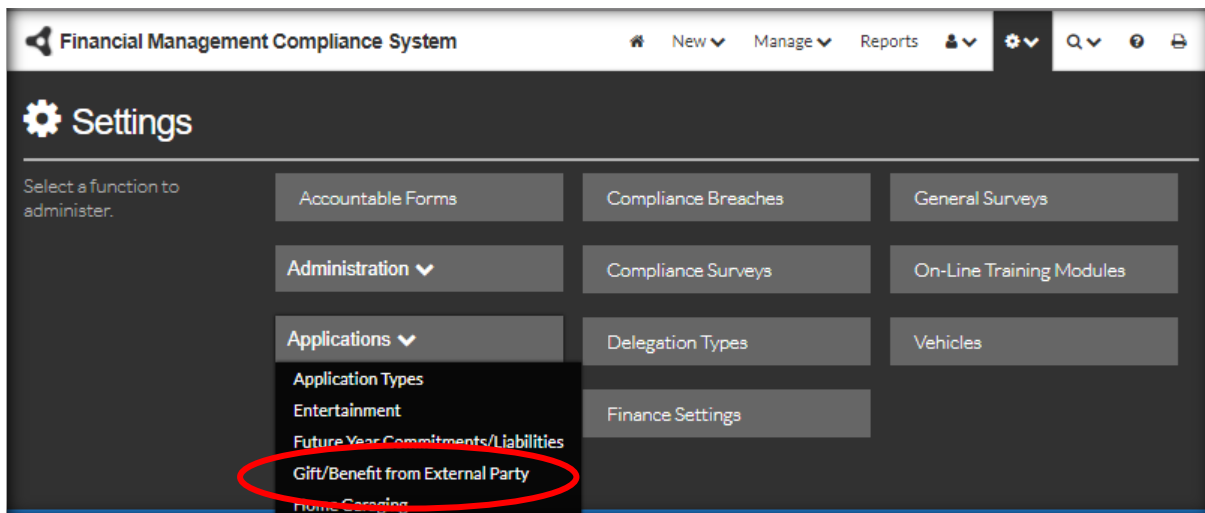 Financial Management Compliance System New Manage Reports
Settings
Select a function to
administer.
Accountable Forms Compliance Breaches General Surveys
Administration Compliance Surveys On-Line Training Modules
Applications Delegation Types Vehicles
Application Types
Entertainment
Finance Settings
Future Year Commitments/Liabilities
Gift/Benefit from External Party
Home Garaging